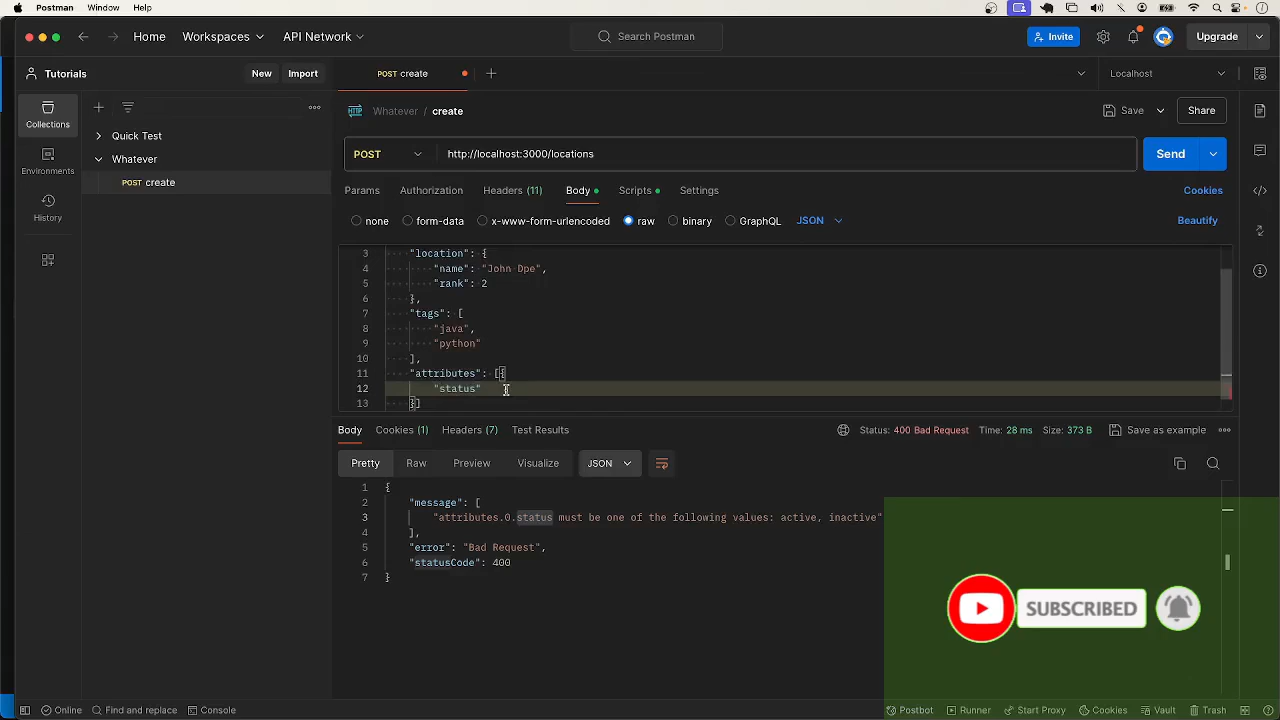 Postman Window Help
Home Workspaces API Network Search Postman Invite Upgrade
Tutorials New Import POST create Localhost
Collections
Environments
History
Quick Test
Whatever
POST create
Whatever / create Save Share
POST http://localhost:3000/locations Send
Params Authorization Headers (11) Body Scripts Settings Cookies
none form-data x-www-form-urlencoded raw binary GraphQL JSON Beautify
3 "location": {
4 "name": "John Dpe",
5 "rank": 2
6 },
7 "tags": [
8 "java",
9 "python"
10 ],
11 "attributes": [{
12 "status"
13 }]
Body Cookies (1) Headers (7) Test Results Status: 400 Bad Request Time: 28 ms Size: 373 B Save as example
Pretty Raw Preview Visualize JSON
1 {
2 "message": [
3 "attributes.0.status must be one of the following values: active, inactive"
4 ],
5 "error": "Bad Request",
6 "statusCode": 400
7 }
SUBSCRIBED
Online Find and replace Console Postbot Runner Start Proxy Cookies Vault Trash